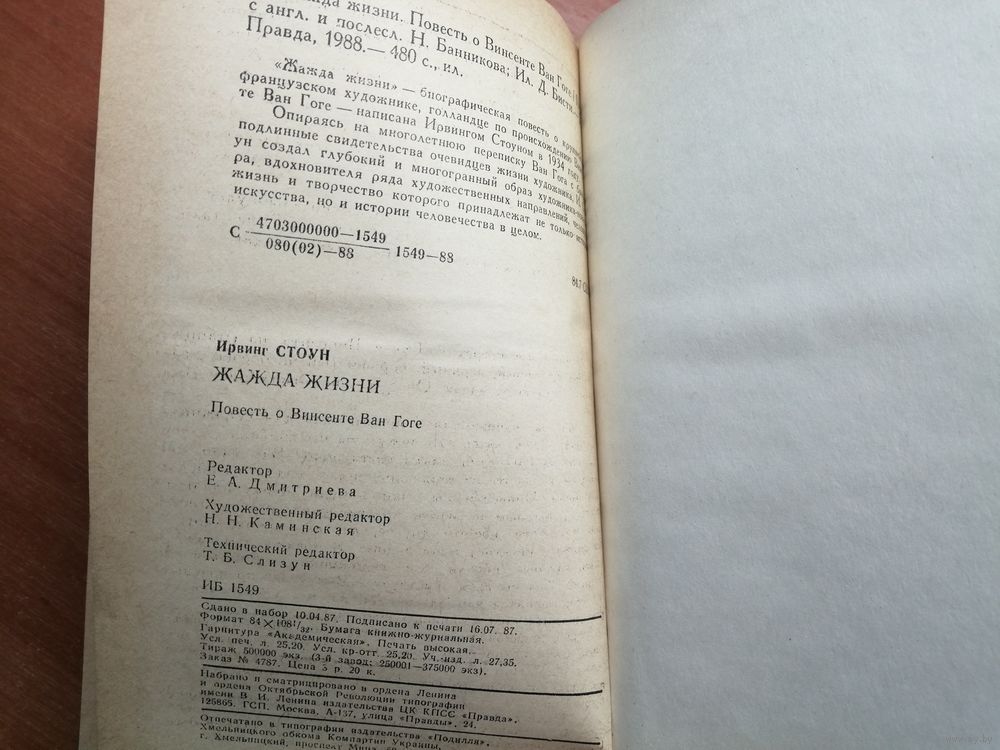 жизни. Повесть о Винсенте Ван Гоге
с англ. и послесл. Н. Банникова; Ил. Д. Бисти.—
Правда, 1988.— 480 с., ил.
«Жажда жизни» — биографическая повесть о
французском художнике, голландце по происхождению
те Ван Гоге — написана Ирвингом Стоуном в 1934 году.
Опираясь на многолетнюю переписку Ван Гога с
подлинные свидетельства очевидцев жизни художника, И.
ун создал глубокий и многогранный образ
ра, вдохновителя ряда художественных направлений,
жизнь и творчество которого принадлежат не только
искусства, но и истории человечества в целом.
С 4703000000—1549
080(02)—88 1549—88
84.7
Ирвинг СТОУН
ЖАЖДА ЖИЗНИ
Повесть о Винсенте Ван Гоге
Редактор
Е. А. Дмитриева
Художественный редактор
Н. Н. Каминская
Технический редактор
Т. Б. Слизун
ИБ 1549
Сдано в набор 10.04.87. Подписано к печати 16.07. 87.
Формат 84×108¹/₃₂. Бумага книжно-журнальная.
Гарнитура «Академическая». Печать высокая.
Усл. печ. л. 25,20. Усл. кр-отт. 25,20. Уч.-изд. л. 27,35.
Тираж 500000 экз. (3-й завод: 250001—375000 экз).
Заказ № 4787. Цена 3 р. 20 к.
Набрано и сматрицировано в ордена Ленина
и ордена Октябрьской Революции типографии
имени В. И. Ленина издательства ЦК КПСС «Правда».
125865. ГСП. Москва, А-137, улица «Правды». 24.
Отпечатано в типографии издательства «Подилля».
Хмельницкого обкома Компартии Украины.
г. Хмельницкий, проспект